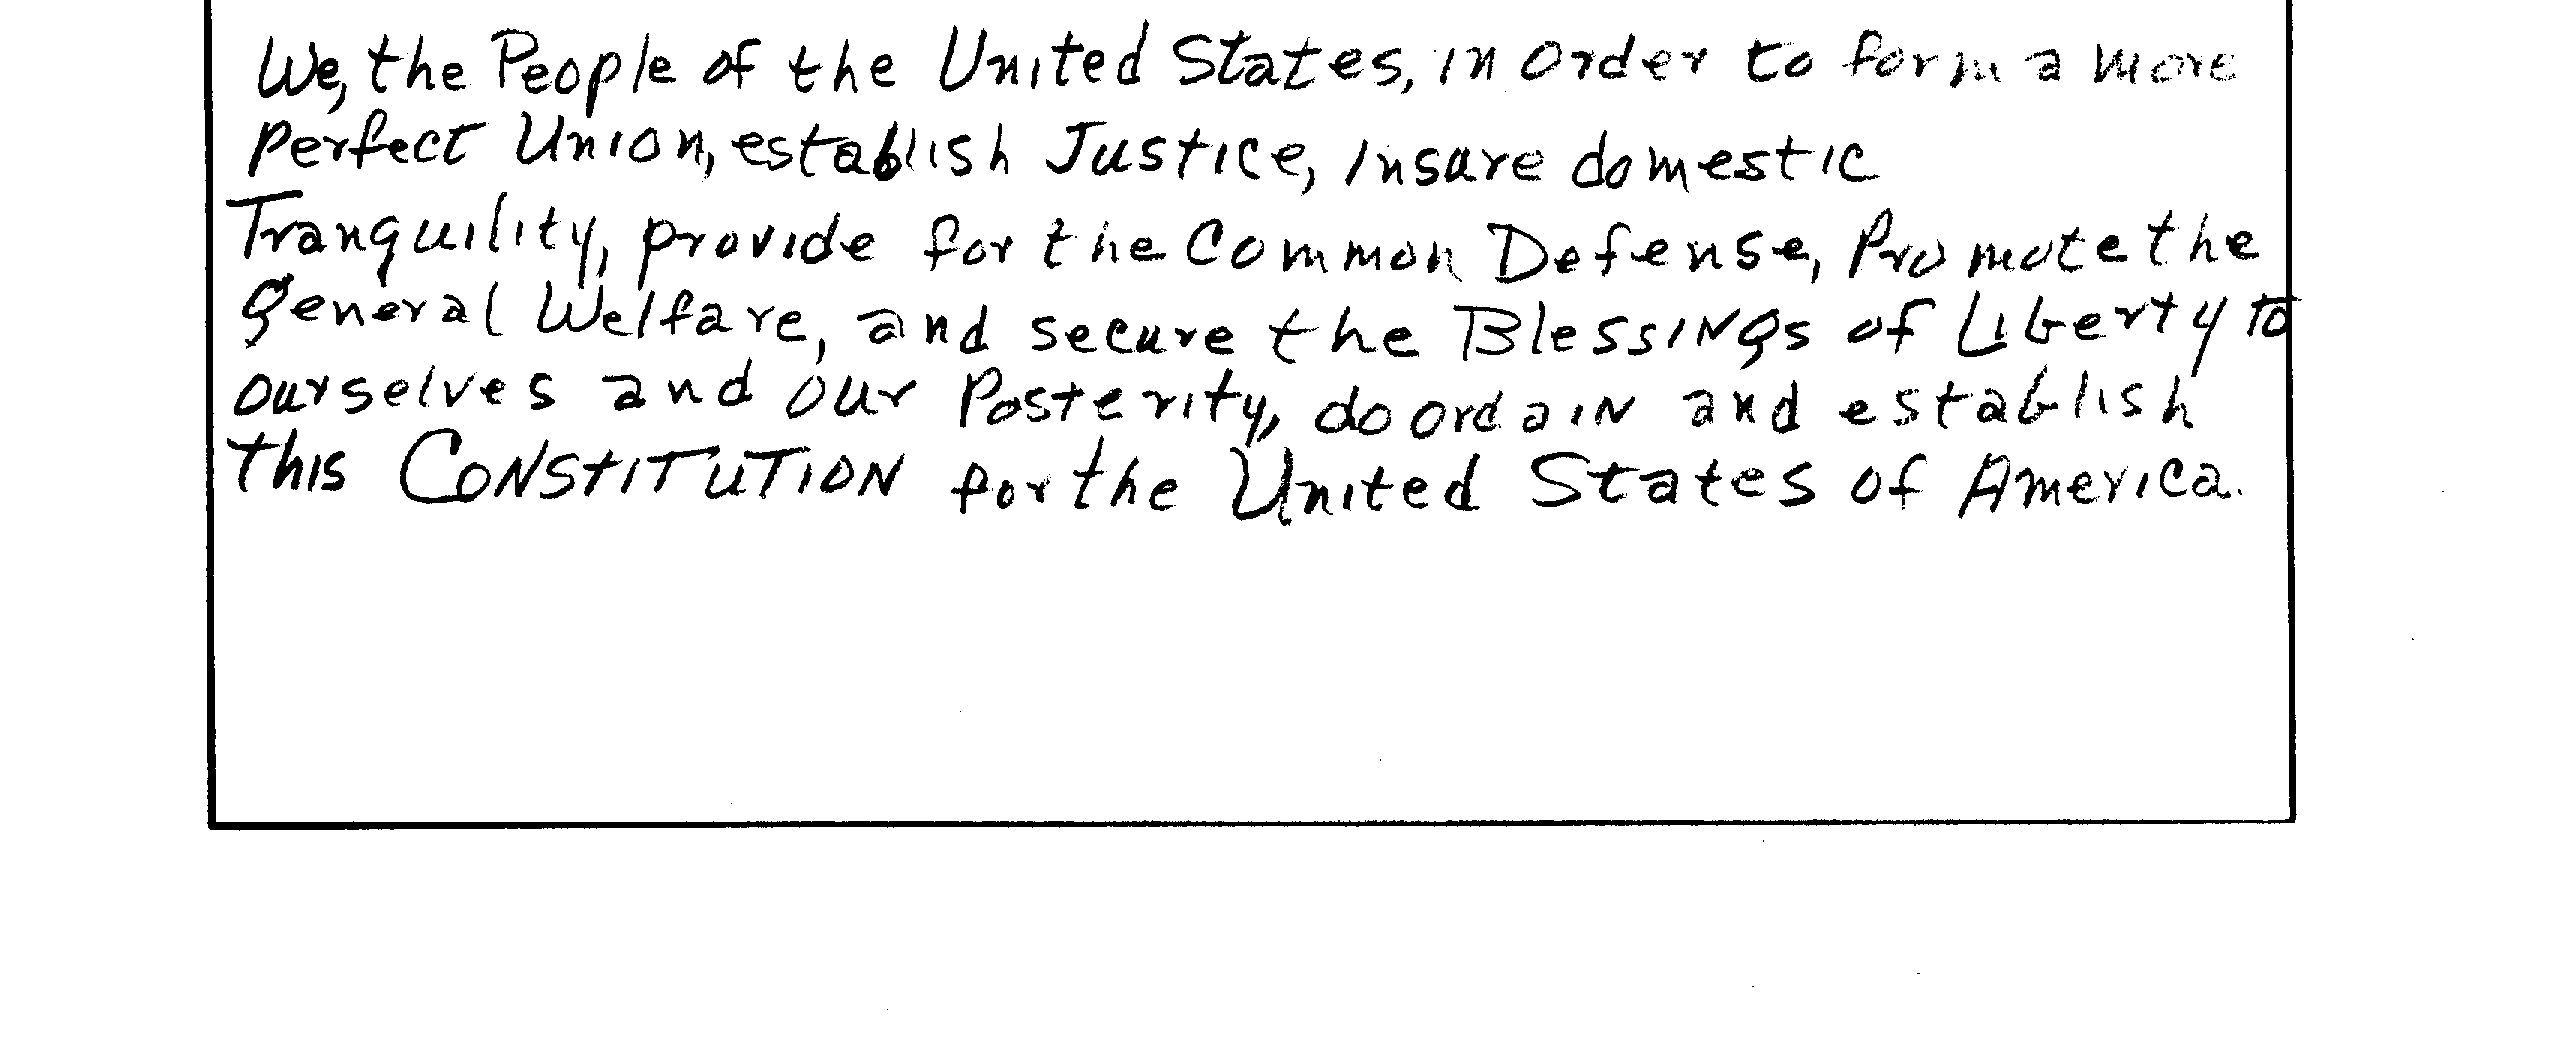 We, the People of the United States, in order to form a more
perfect Union, establish Justice, insure domestic
Tranquility, provide for the Common Defense, Promote the
general Welfare, and secure the Blessings of Liberty to
ourselves and our Posterity, do ordain and establish
this CONSTITUTION for the United States of America.